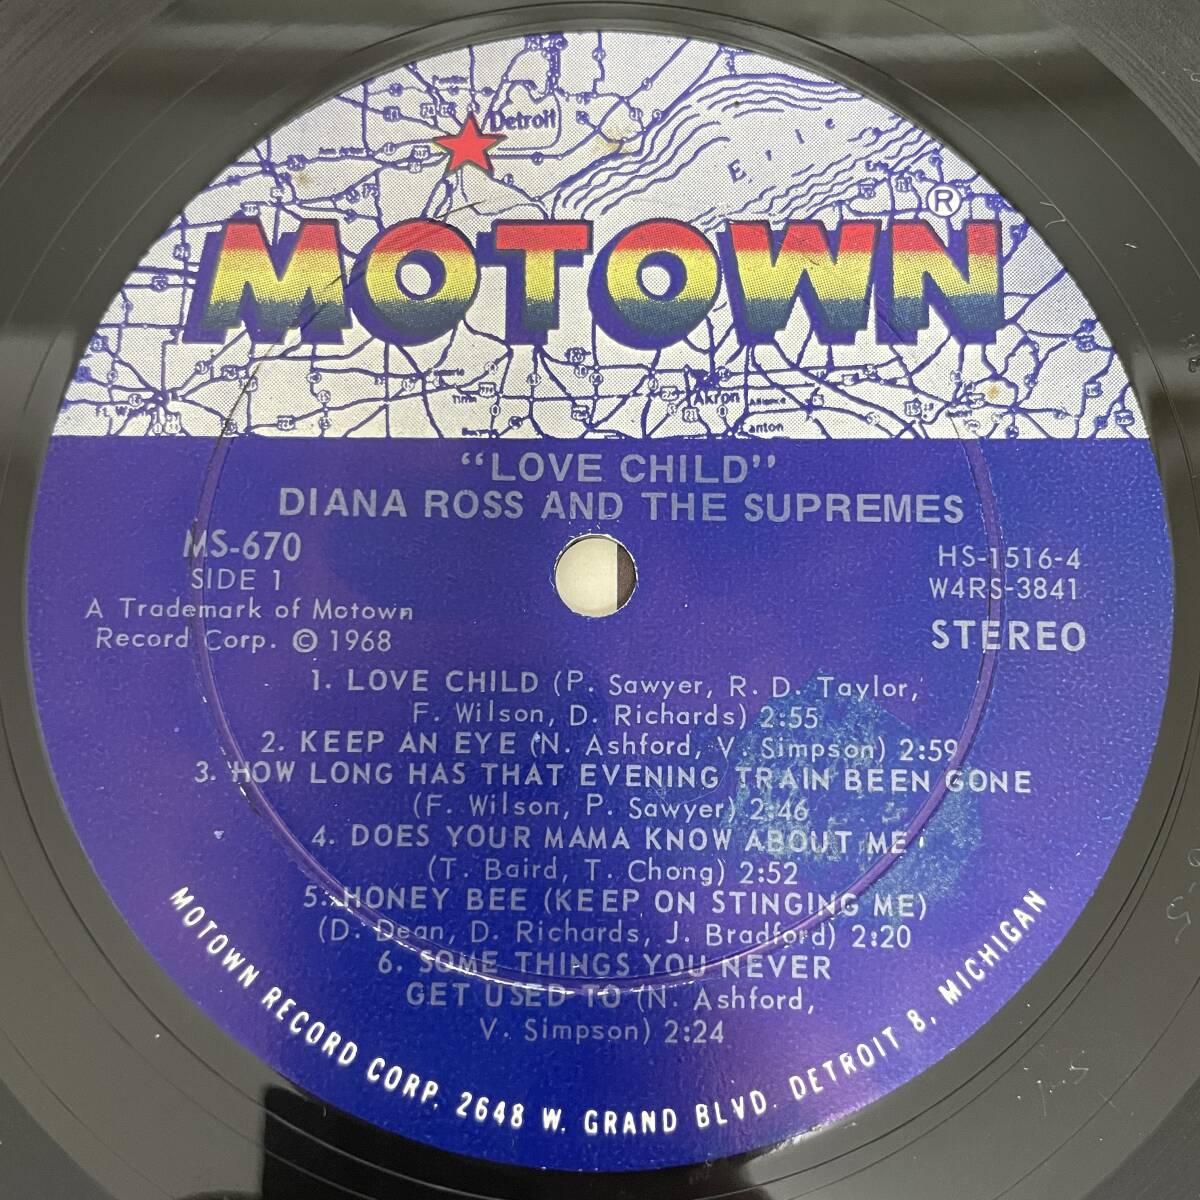 Detroit
Erie
MOTOWN®
Akron
Canton
"LOVE CHILD"
DIANA ROSS AND THE SUPREMES
MS-670
SIDE 1
A Trademark of Motown
Record Corp. © 1968
HS-1516-4
W4RS-3841
STEREO
1. LOVE CHILD (P. Sawyer, R. D. Taylor,
F. Wilson, D. Richards) 2:55
2. KEEP AN EYE (N. Ashford, V. Simpson) 2:59
3. HOW LONG HAS THAT EVENING TRAIN BEEN GONE
(F. Wilson, P. Sawyer) 2:46
4. DOES YOUR MAMA KNOW ABOUT ME
(T. Baird, T. Chong) 2:52
5. HONEY BEE (KEEP ON STINGING ME)
(D. Dean, D. Richards, J. Bradford) 2:20
6. SOME THINGS YOU NEVER
GET USED TO (N. Ashford,
V. Simpson) 2:24
MOTOWN RECORD CORP. 2648 W. GRAND BLVD. DETROIT 8, MICHIGAN